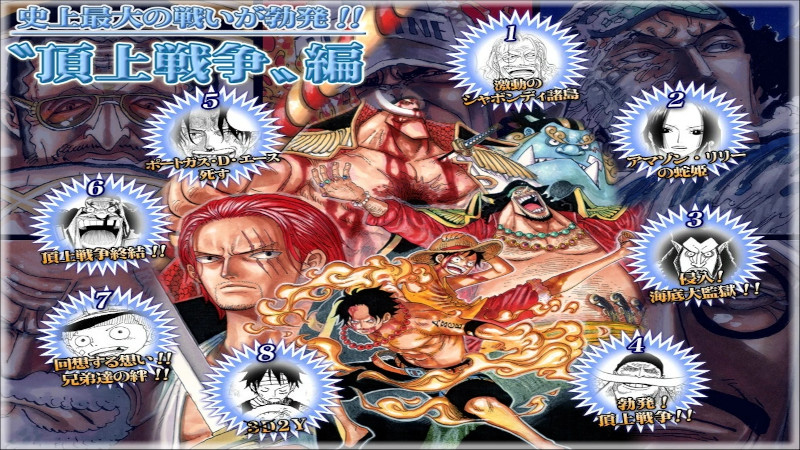 史上最大の戦いが勃発!!
〝頂上戦争〟編
1
激動の
シャボンディ諸島
2
アマゾン・リリー
の蛇姫
3
侵入!
海底大監獄!!
4
勃発!
頂上戦争!!
5
ポートガス・D・エース
死す
6
頂上戦争終結!!
7
回想する想い!!
兄弟達の絆!!
8
3D2Y